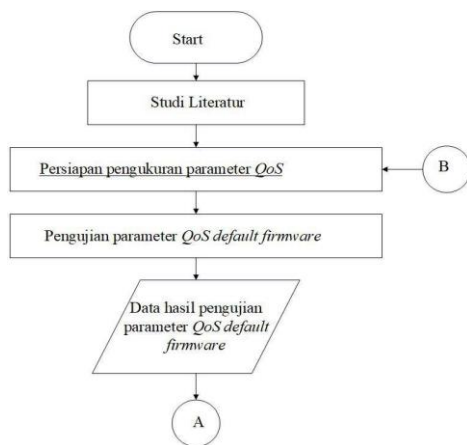 Start
Studi Literatur
Persiapan pengukuran parameter QoS
B
Pengujian parameter QoS default firmware
Data hasil pengujian
parameter QoS default
firmware
A